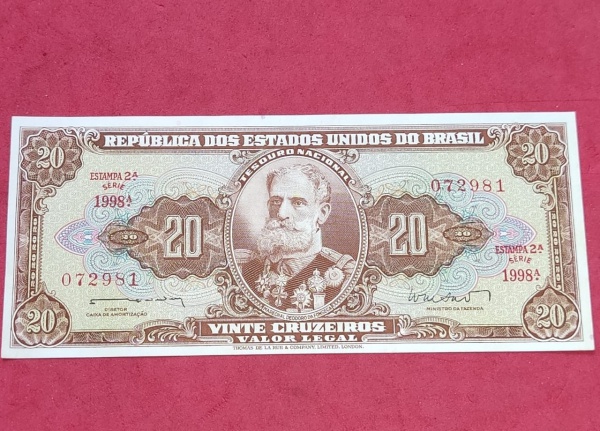 REPÚBLICA DOS ESTADOS UNIDOS DO BRASIL
20
20
TESOURO NACIONAL
ESTAMPA 2ª
SÉRIE
1998ª
072981
20
20
072981
ESTAMPA 2ª
SÉRIE
1998ª
DIRETOR
CAIXA DE AMORTIZAÇÃO
MINISTRO DA FAZENDA
20
VINTE CRUZEIROS
20
VALOR LEGAL
THOMAS DE LA RUE & COMPANY, LIMITED, LONDON.